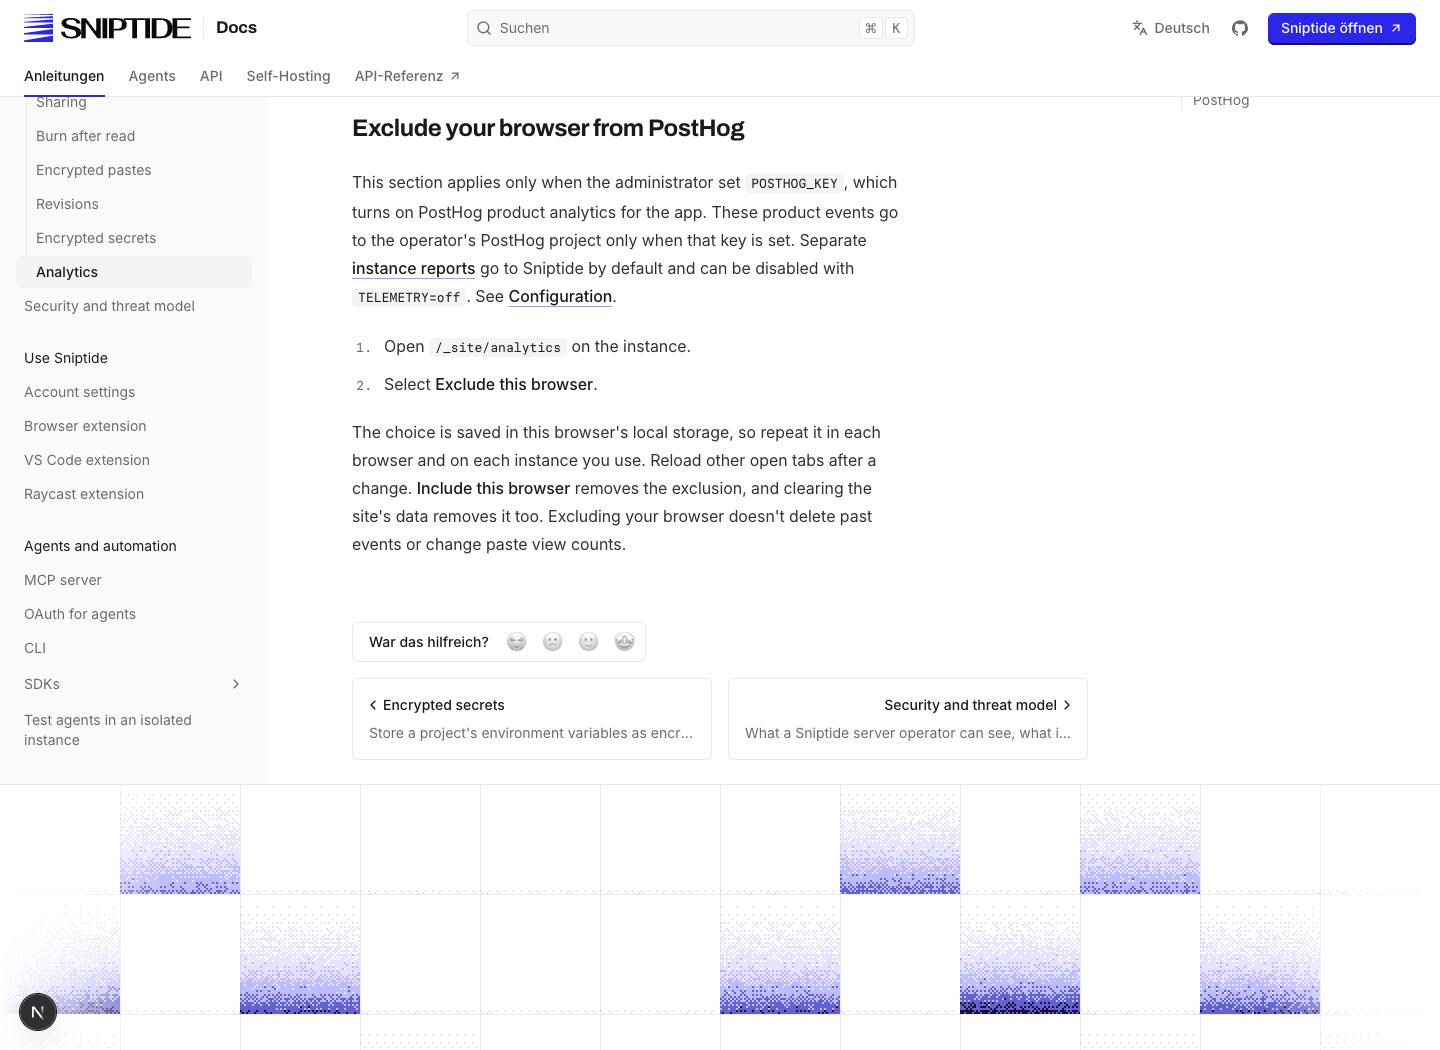 SNIPTIDE Docs
Suchen
⌘ K
Deutsch
Sniptide öffnen
Anleitungen
Agents
API
Self-Hosting
API-Referenz
Sharing
Burn after read
Encrypted pastes
Revisions
Encrypted secrets
Analytics
Security and threat model
Use Sniptide
Account settings
Browser extension
VS Code extension
Raycast extension
Agents and automation
MCP server
OAuth for agents
CLI
SDKs
Test agents in an isolated
instance
Exclude your browser from PostHog
This section applies only when the administrator set POSTHOG_KEY, which
turns on PostHog product analytics for the app. These product events go
to the operator's PostHog project only when that key is set. Separate
instance reports go to Sniptide by default and can be disabled with
TELEMETRY=off. See Configuration.
1. Open /_site/analytics on the instance.
2. Select Exclude this browser.
The choice is saved in this browser's local storage, so repeat it in each
browser and on each instance you use. Reload other open tabs after a
change. Include this browser removes the exclusion, and clearing the
site's data removes it too. Excluding your browser doesn't delete past
events or change paste view counts.
War das hilfreich?
Encrypted secrets
Store a project's environment variables as encr...
Security and threat model
What a Sniptide server operator can see, what i...
PostHog
N